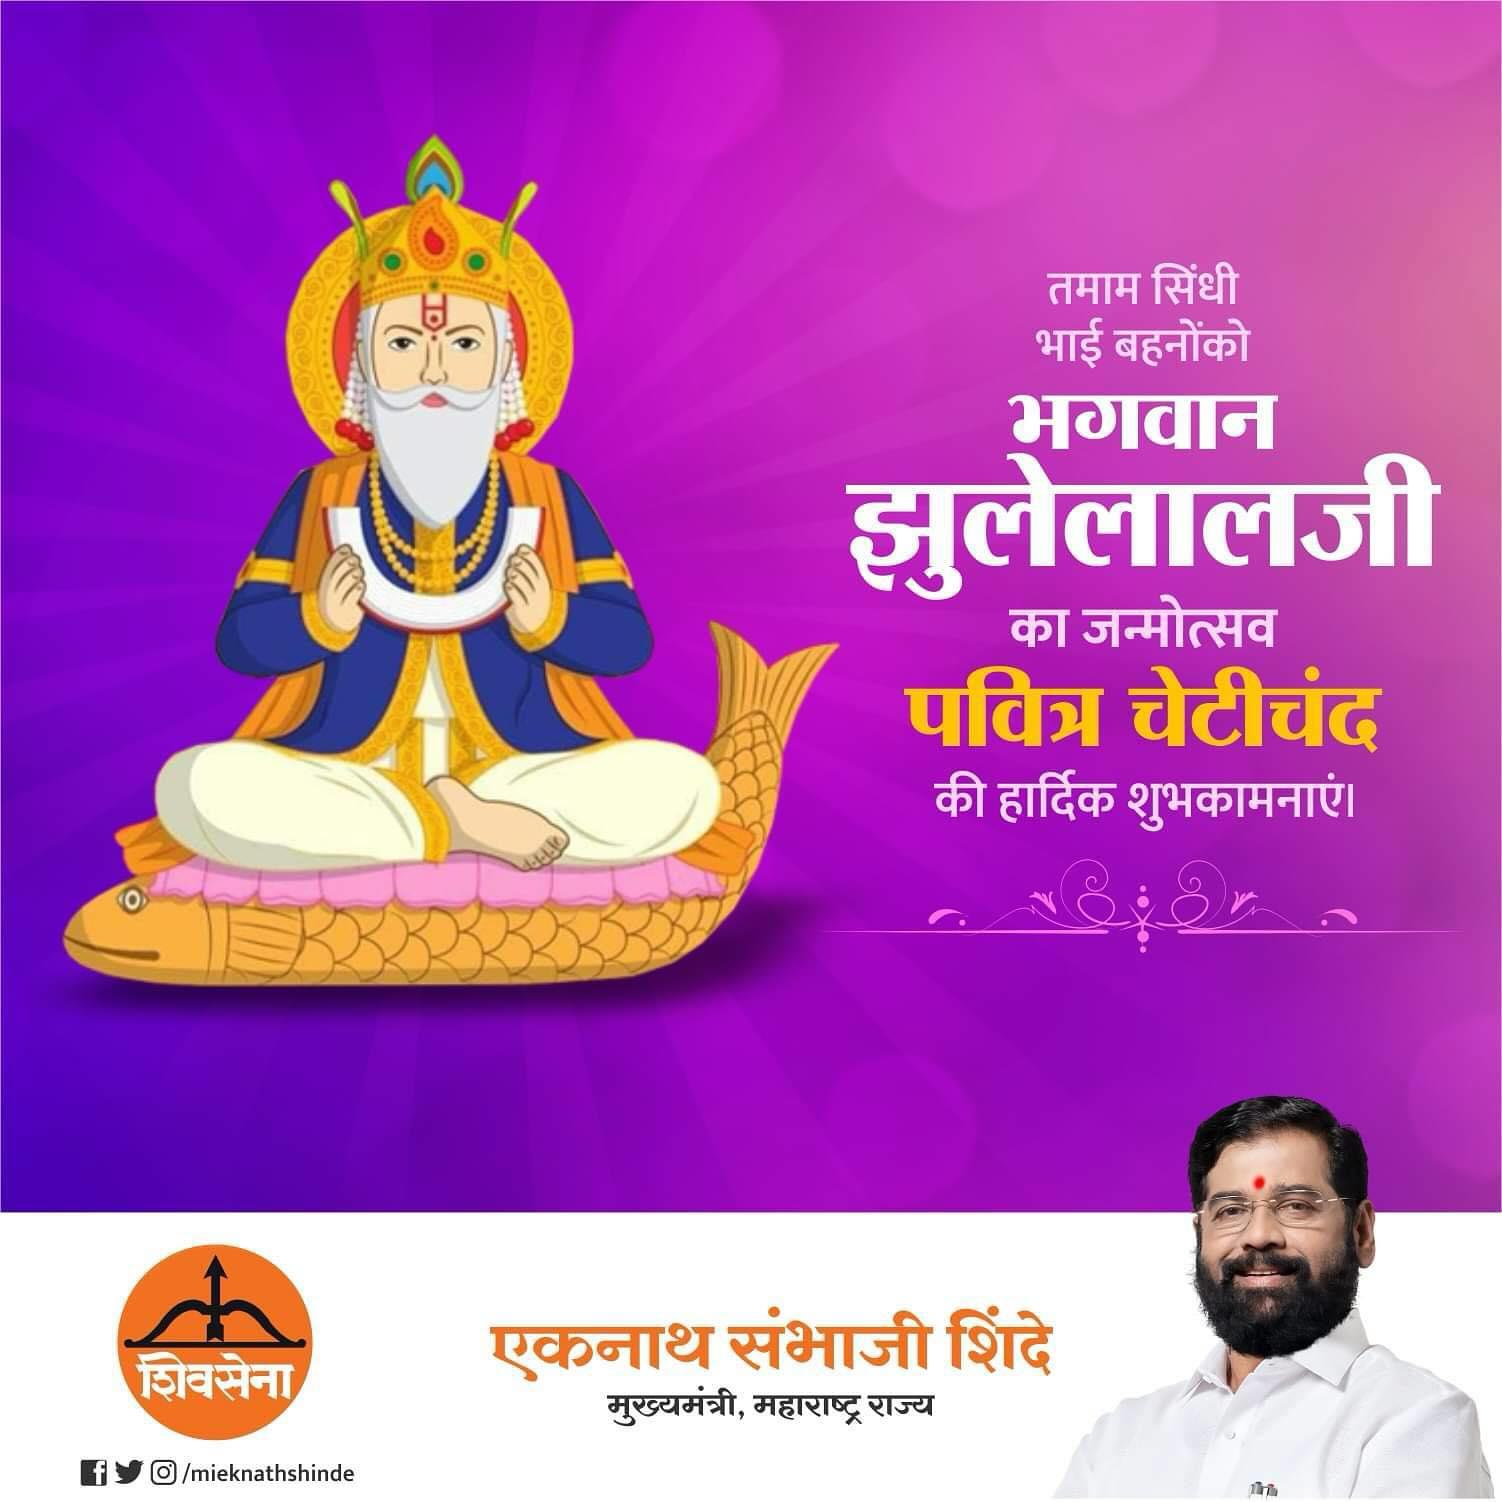 तमाम सिंधी
भाई बहनोंको
भगवान
झुलेलालजी
का जन्मोत्सव
पवित्र चेटीचंद
की हार्दिक शुभकामनाएं।
शिवसेना
/mieknathshinde
एकनाथ संभाजी शिंदे
मुख्यमंत्री, महाराष्ट्र राज्य